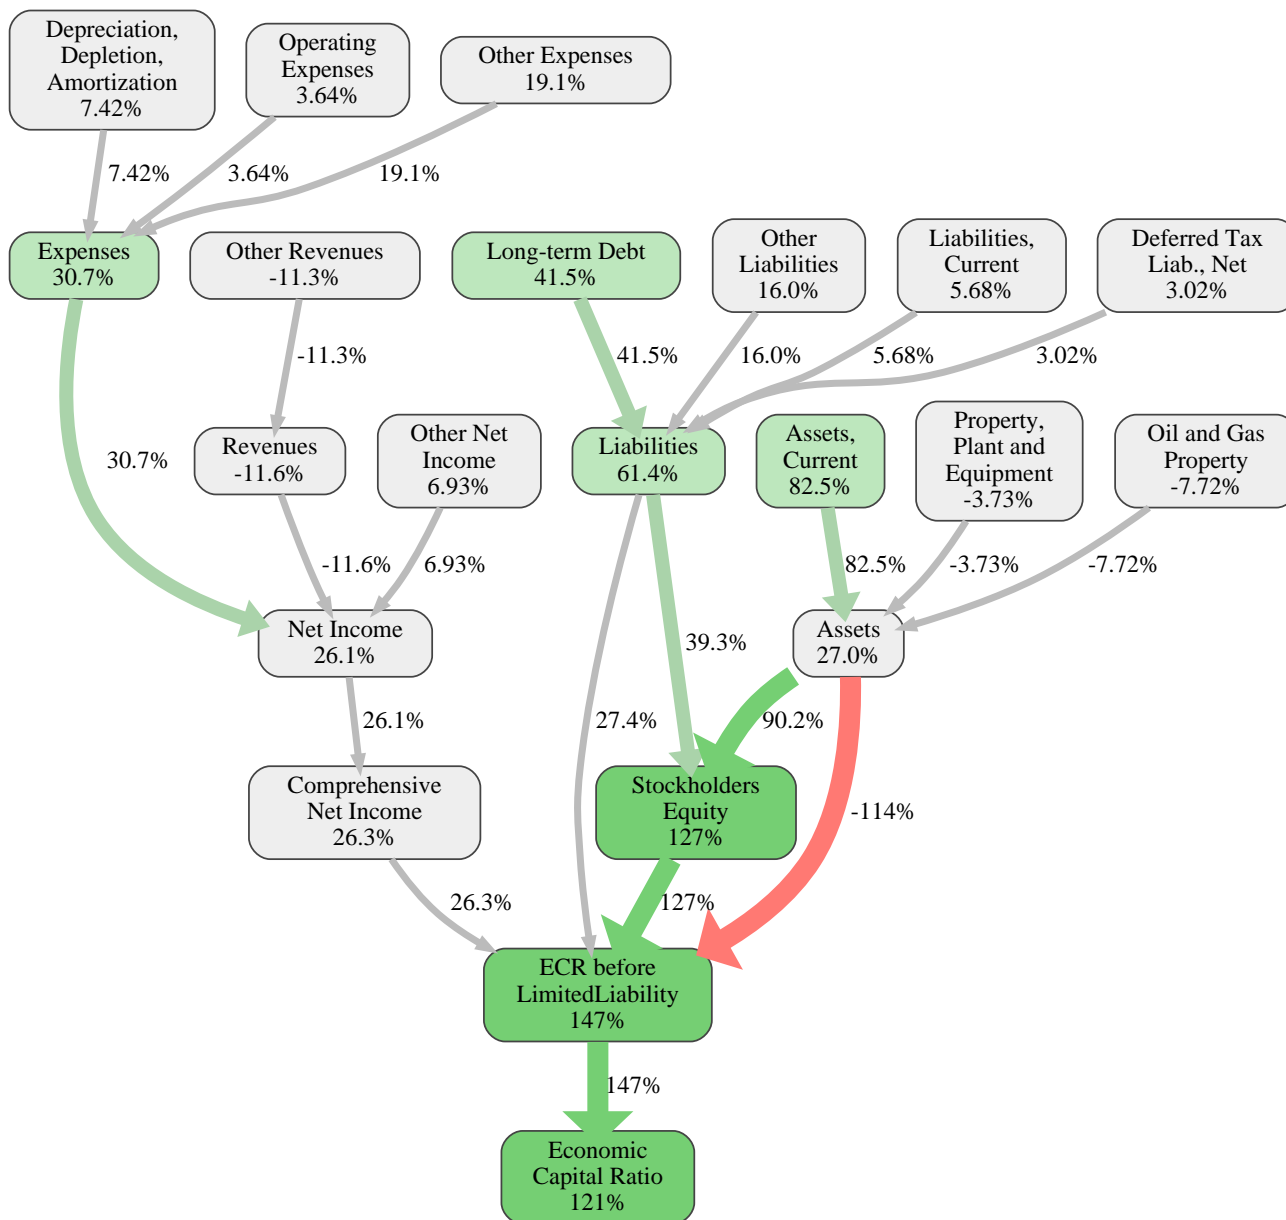 Depreciation,
Depletion,
Amortization
7.42%
Operating
Expenses
3.64%
Other Expenses
19.1%
7.42%
3.64%
19.1%
Expenses
30.7%
Other Revenues
-11.3%
Long-term Debt
41.5%
Other
Liabilities
16.0%
Liabilities,
Current
5.68%
Deferred Tax
Liab., Net
3.02%
-11.3%
41.5%
16.0%
5.68%
3.02%
30.7%
Revenues
-11.6%
Other Net
Income
6.93%
Liabilities
61.4%
Assets,
Current
82.5%
Property,
Plant and
Equipment
-3.73%
Oil and Gas
Property
-7.72%
-11.6%
6.93%
82.5%
-3.73%
-7.72%
Net Income
26.1%
39.3%
Assets
27.0%
26.1%
27.4%
90.2%
-114%
Comprehensive
Net Income
26.3%
Stockholders
Equity
127%
26.3%
127%
ECR before
LimitedLiability
147%
147%
Economic
Capital Ratio
121%